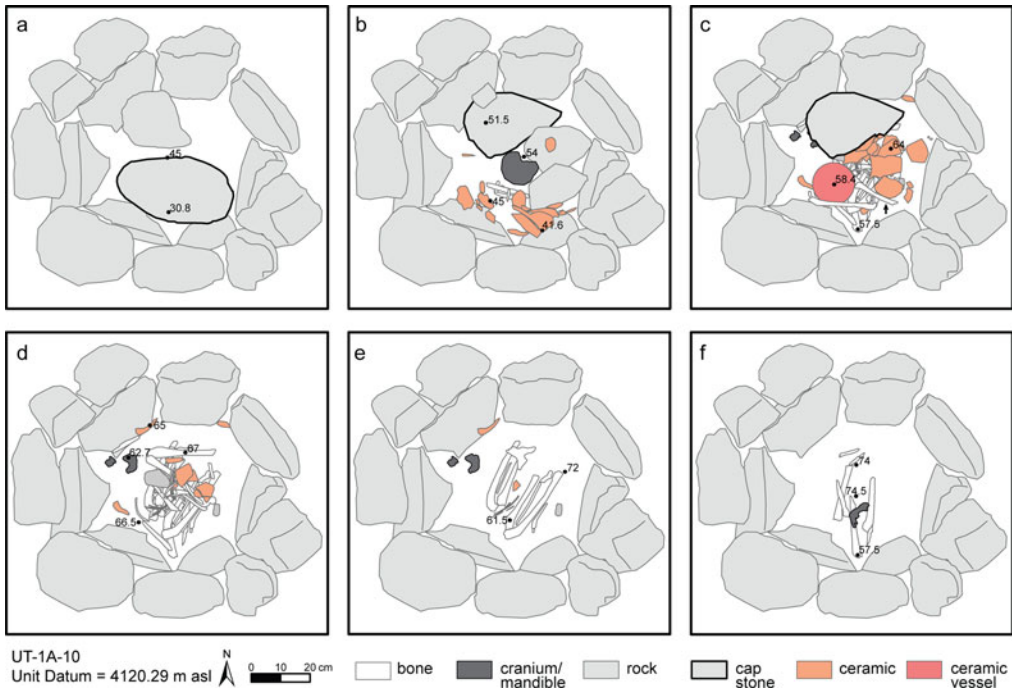 a
45
30.8
b
51.5
54
45
41.6
c
64
58.4
57.5
d
65
62.7
67
66.5
e
72
61.5
f
74
74.5
57.5
UT-1A-10
Unit Datum = 4120.29 m asl
N
0 10 20 cm
bone
cranium/
mandible
rock
cap
stone
ceramic
ceramic
vessel